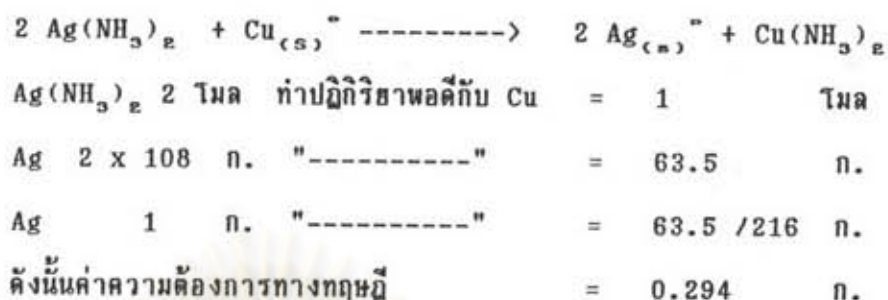 2 Ag(NH₃)₂ + Cu₍ₛ₎° ---------> 2 Ag₍ₛ₎° + Cu(NH₃)₂
Ag(NH₃)₂ 2 โมล ทำปฏิกิริยาพอดีกับ Cu = 1 โมล
Ag 2 x 108 ก. "----------" = 63.5 ก.
Ag 1 ก. "----------" = 63.5 /216 ก.
ดังนั้นค่าความต้องการทางทฤษฎี = 0.294 ก.